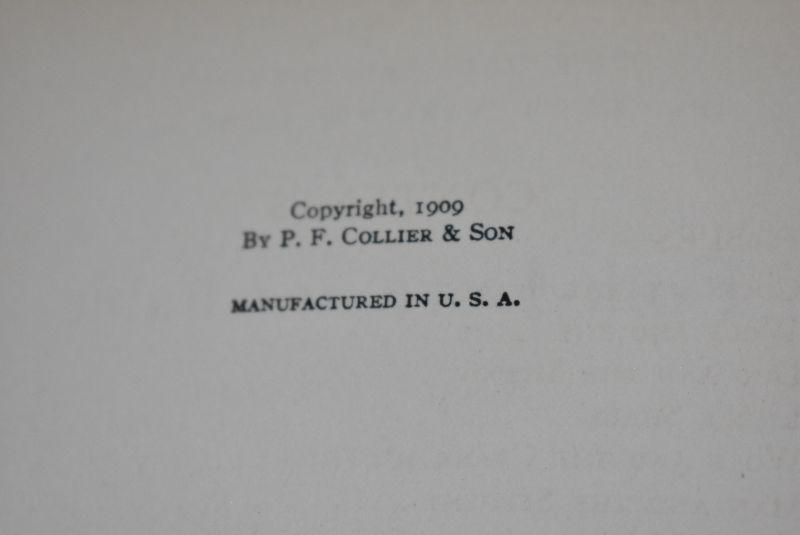 Copyright, 1909
By P. F. Collier & Son
MANUFACTURED IN U. S. A.